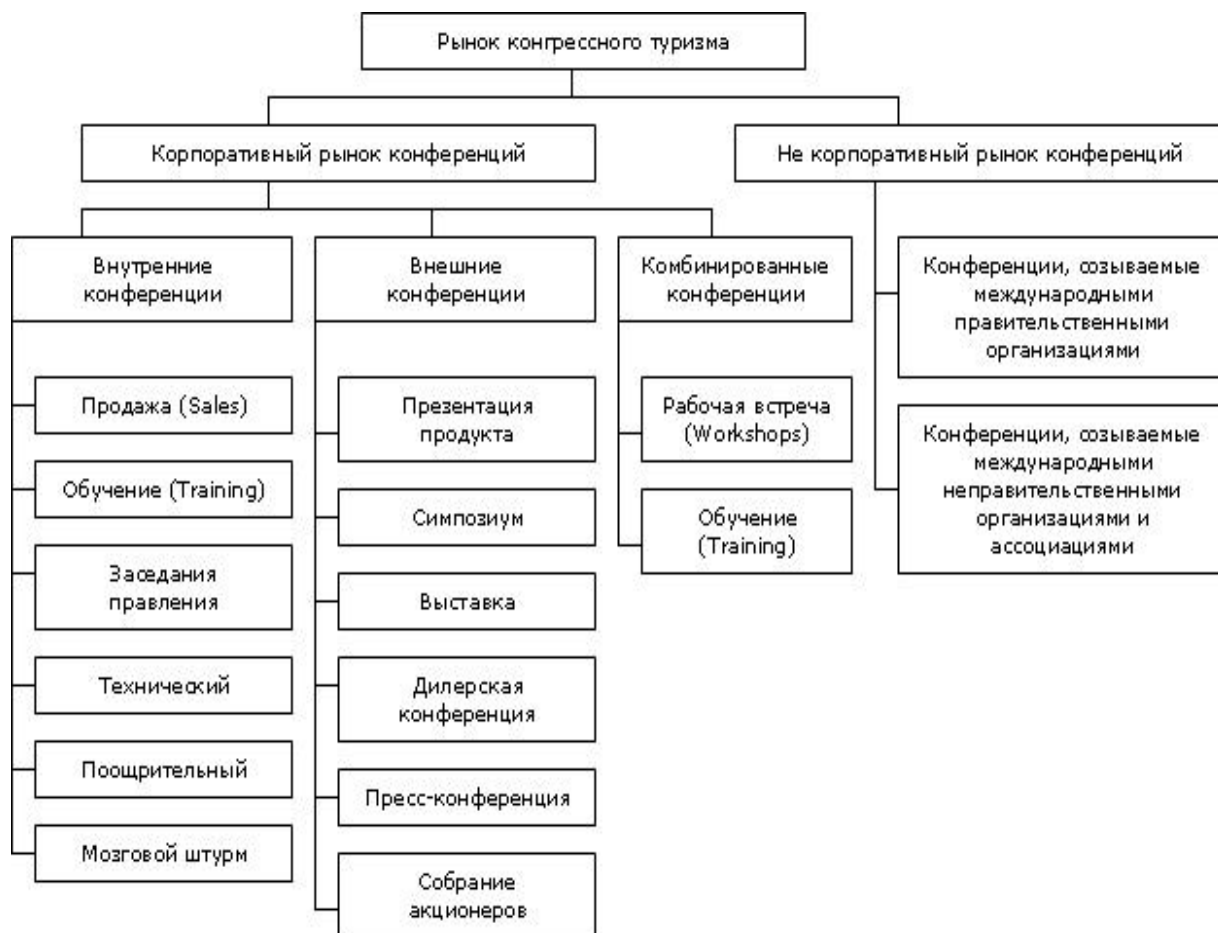 Рынок конгрессного туризма
Корпоративный рынок конференций
Не корпоративный рынок конференций
Внутренние
конференции
Внешние
конференции
Комбинированные
конференции
Конференции, созываемые
международными
правительственными
организациями
Продажа (Sales)
Обучение (Training)
Заседания
правления
Технический
Поощрительный
Мозговой штурм
Презентация
продукта
Симпозиум
Выставка
Дилерская
конференция
Пресс-конференция
Собрание
акционеров
Рабочая встреча
(Workshops)
Обучение
(Training)
Конференции, созываемые
международными
неправительственными
организациями и
ассоциациями